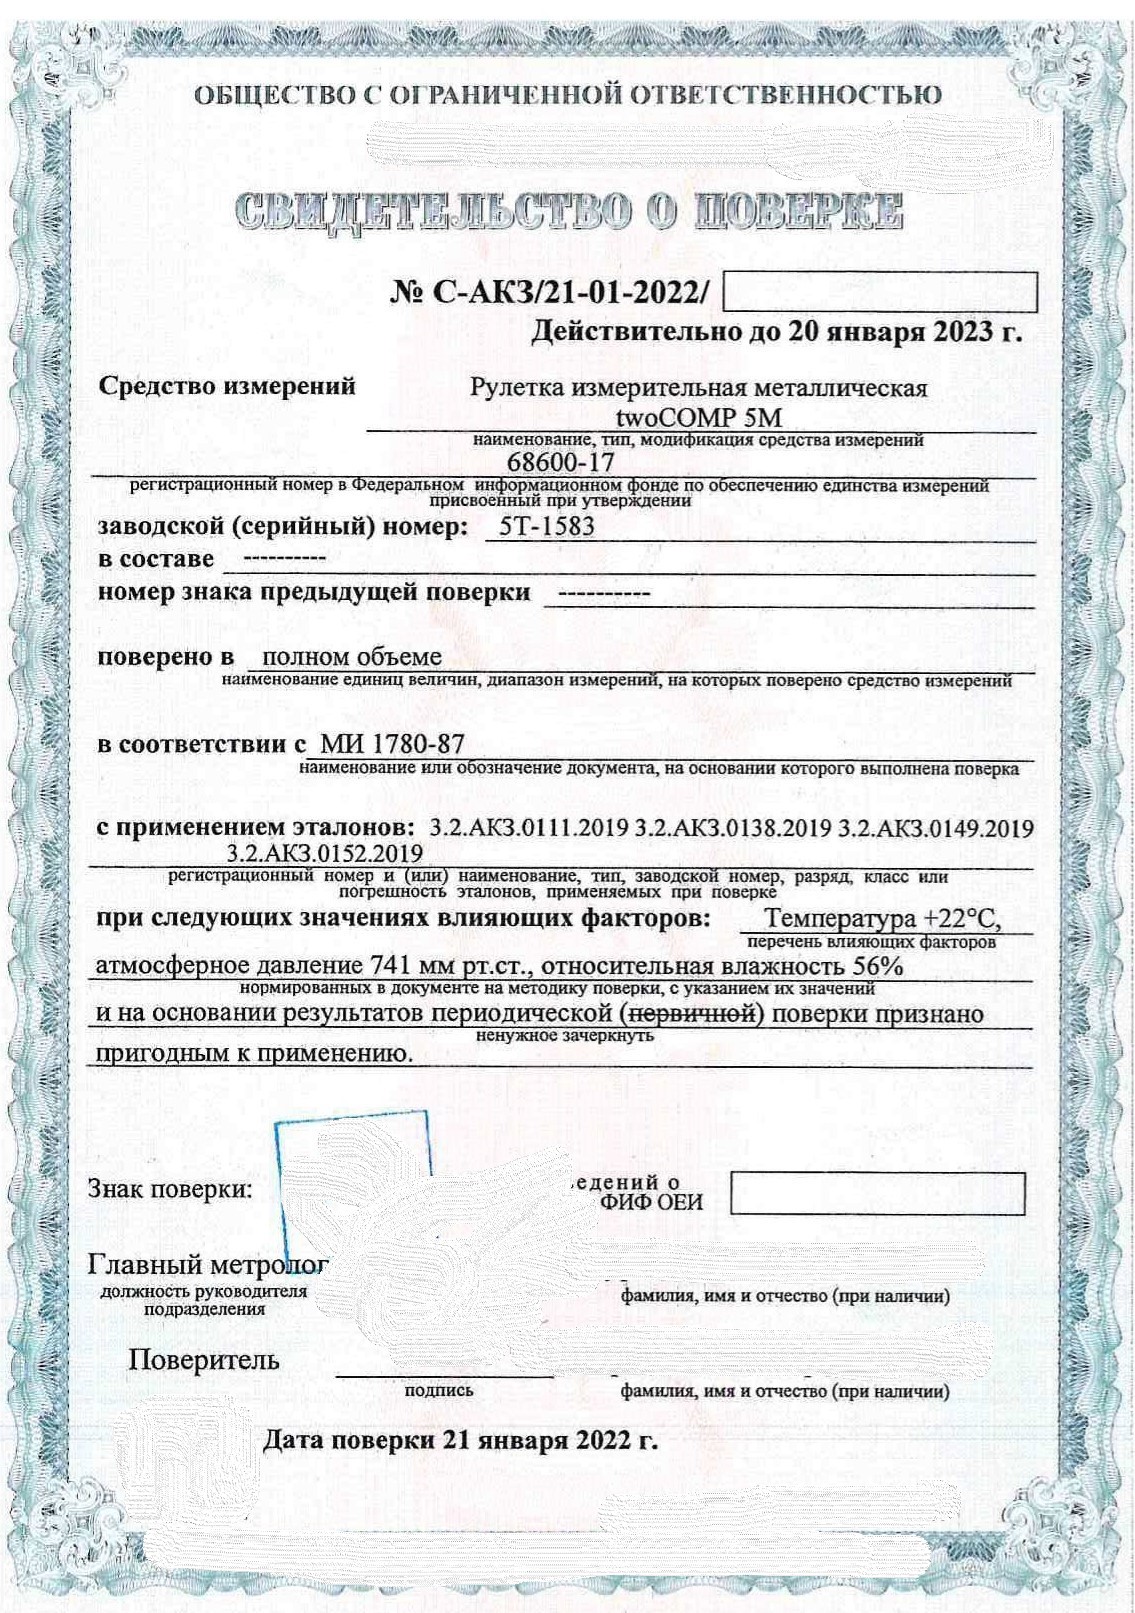 ОБЩЕСТВО С ОГРАНИЧЕННОЙ ОТВЕТСТВЕННОСТЬЮ
СВИДЕТЕЛЬСТВО О ПОВЕРКЕ
№ С-АКЗ/21-01-2022/
Действительно до 20 января 2023 г.
Средство измерений Рулетка измерительная металлическая
twoCOMP 5M
наименование, тип, модификация средства измерений
68600-17
регистрационный номер в Федеральном информационном фонде по обеспечению единства измерений
присвоенный при утверждении
заводской (серийный) номер: 5Т-1583
в составе ----------
номер знака предыдущей поверки ----------
поверено в полном объеме
наименование единиц величин, диапазон измерений, на которых поверено средство измерений
в соответствии с МИ 1780-87
наименование или обозначение документа, на основании которого выполнена поверка
с применением эталонов: 3.2.АКЗ.0111.2019 3.2.АКЗ.0138.2019 3.2.АКЗ.0149.2019
3.2.АКЗ.0152.2019
регистрационный номер и (или) наименование, тип, заводской номер, разряд, класс или
погрешность эталонов, применяемых при поверке
при следующих значениях влияющих факторов: Температура +22°С,
перечень влияющих факторов
атмосферное давление 741 мм рт.ст., относительная влажность 56%
нормированных в документе на методику поверки, с указанием их значений
и на основании результатов периодической (первичной) поверки признано
ненужное зачеркнуть
пригодным к применению.
Знак поверки: едений о
ФИФ ОЕИ
Главный метролог
должность руководителя
подразделения
фамилия, имя и отчество (при наличии)
Поверитель
подпись фамилия, имя и отчество (при наличии)
Дата поверки 21 января 2022 г.